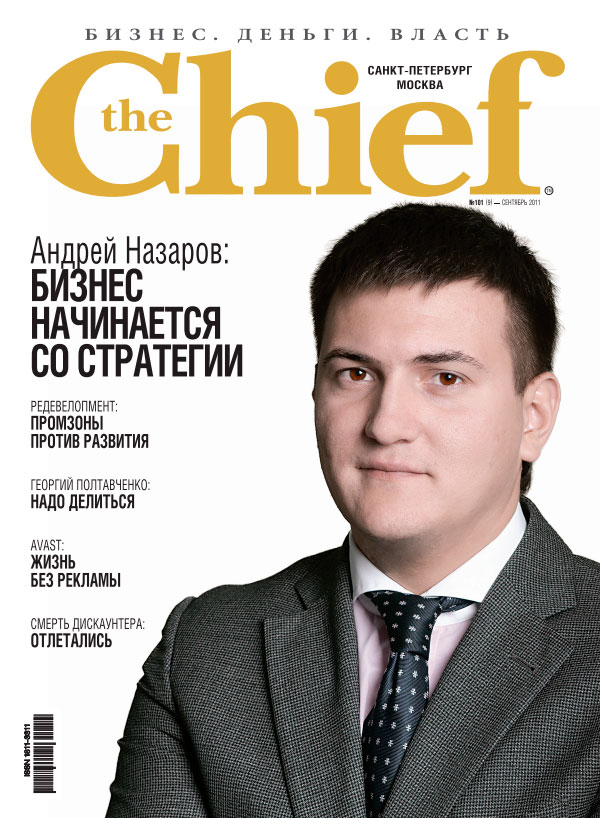 БИЗНЕС. ДЕНЬГИ. ВЛАСТЬ
the Chief
САНКТ-ПЕТЕРБУРГ
МОСКВА
№101 (9) — СЕНТЯБРЬ 2011
Андрей Назаров:
БИЗНЕС
НАЧИНАЕТСЯ
СО СТРАТЕГИИ
РЕДЕВЕЛОПМЕНТ:
ПРОМЗОНЫ
ПРОТИВ РАЗВИТИЯ
ГЕОРГИЙ ПОЛТАВЧЕНКО:
НАДО ДЕЛИТЬСЯ
AVAST:
ЖИЗНЬ
БЕЗ РЕКЛАМЫ
СМЕРТЬ ДИСКАУНТЕРА:
ОТЛЕТАЛИСЬ